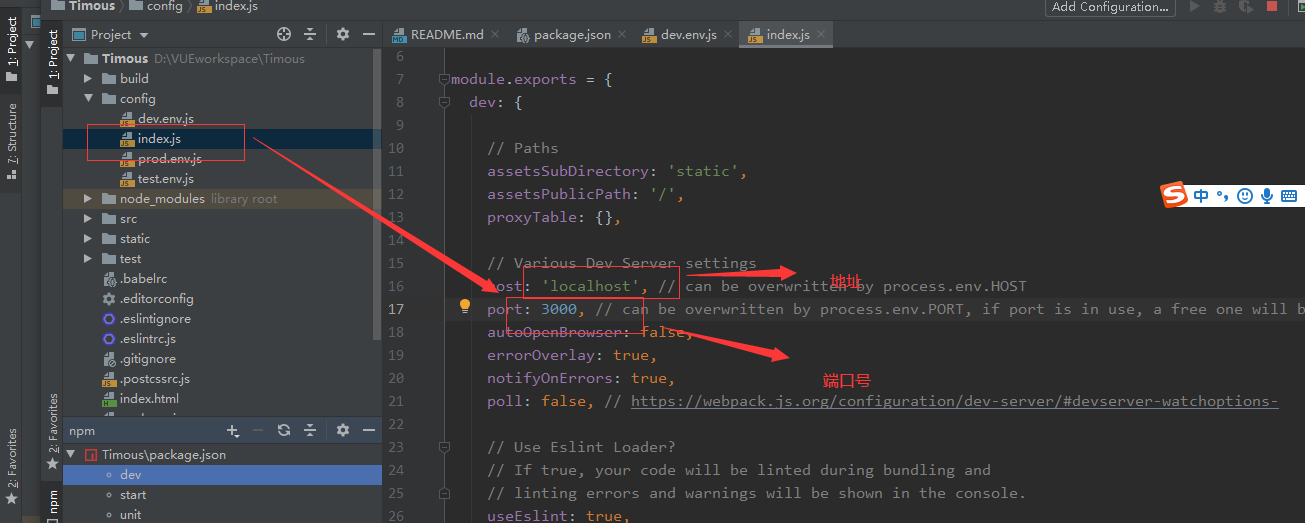 Timous config index.js
Add Configuration...
1: Project
1: Project
Project
README.md package.json dev.env.js index.js
7: Structure
Timous D:\VUEworkspace\Timous
build
config
dev.env.js
index.js
prod.env.js
test.env.js
node_modules library root
src
static
test
.babelrc
.editorconfig
.eslintignore
.eslintrc.js
.gitignore
.postcssrc.js
index.html
6
7 module.exports = {
8 dev: {
9
10 // Paths
11 assetsSubDirectory: 'static',
12 assetsPublicPath: '/',
13 proxyTable: {},
14
15 // Various Dev Server settings
16 host: 'localhost', // can be overwritten by process.env.HOST
地址
17 port: 3000, // can be overwritten by process.env.PORT, if port is in use, a free one will b
18 autoOpenBrowser: false,
19 errorOverlay: true,
20 notifyOnErrors: true,
端口号
21 poll: false, // https://webpack.js.org/configuration/dev-server/#devserver-watchoptions-
22
23 // Use Eslint Loader?
24 // If true, your code will be linted during bundling and
25 // linting errors and warnings will be shown in the console.
26 useEslint: true,
中
2: Favorites
2: Favorites
npm
npm
Timous\package.json
dev
start
unit